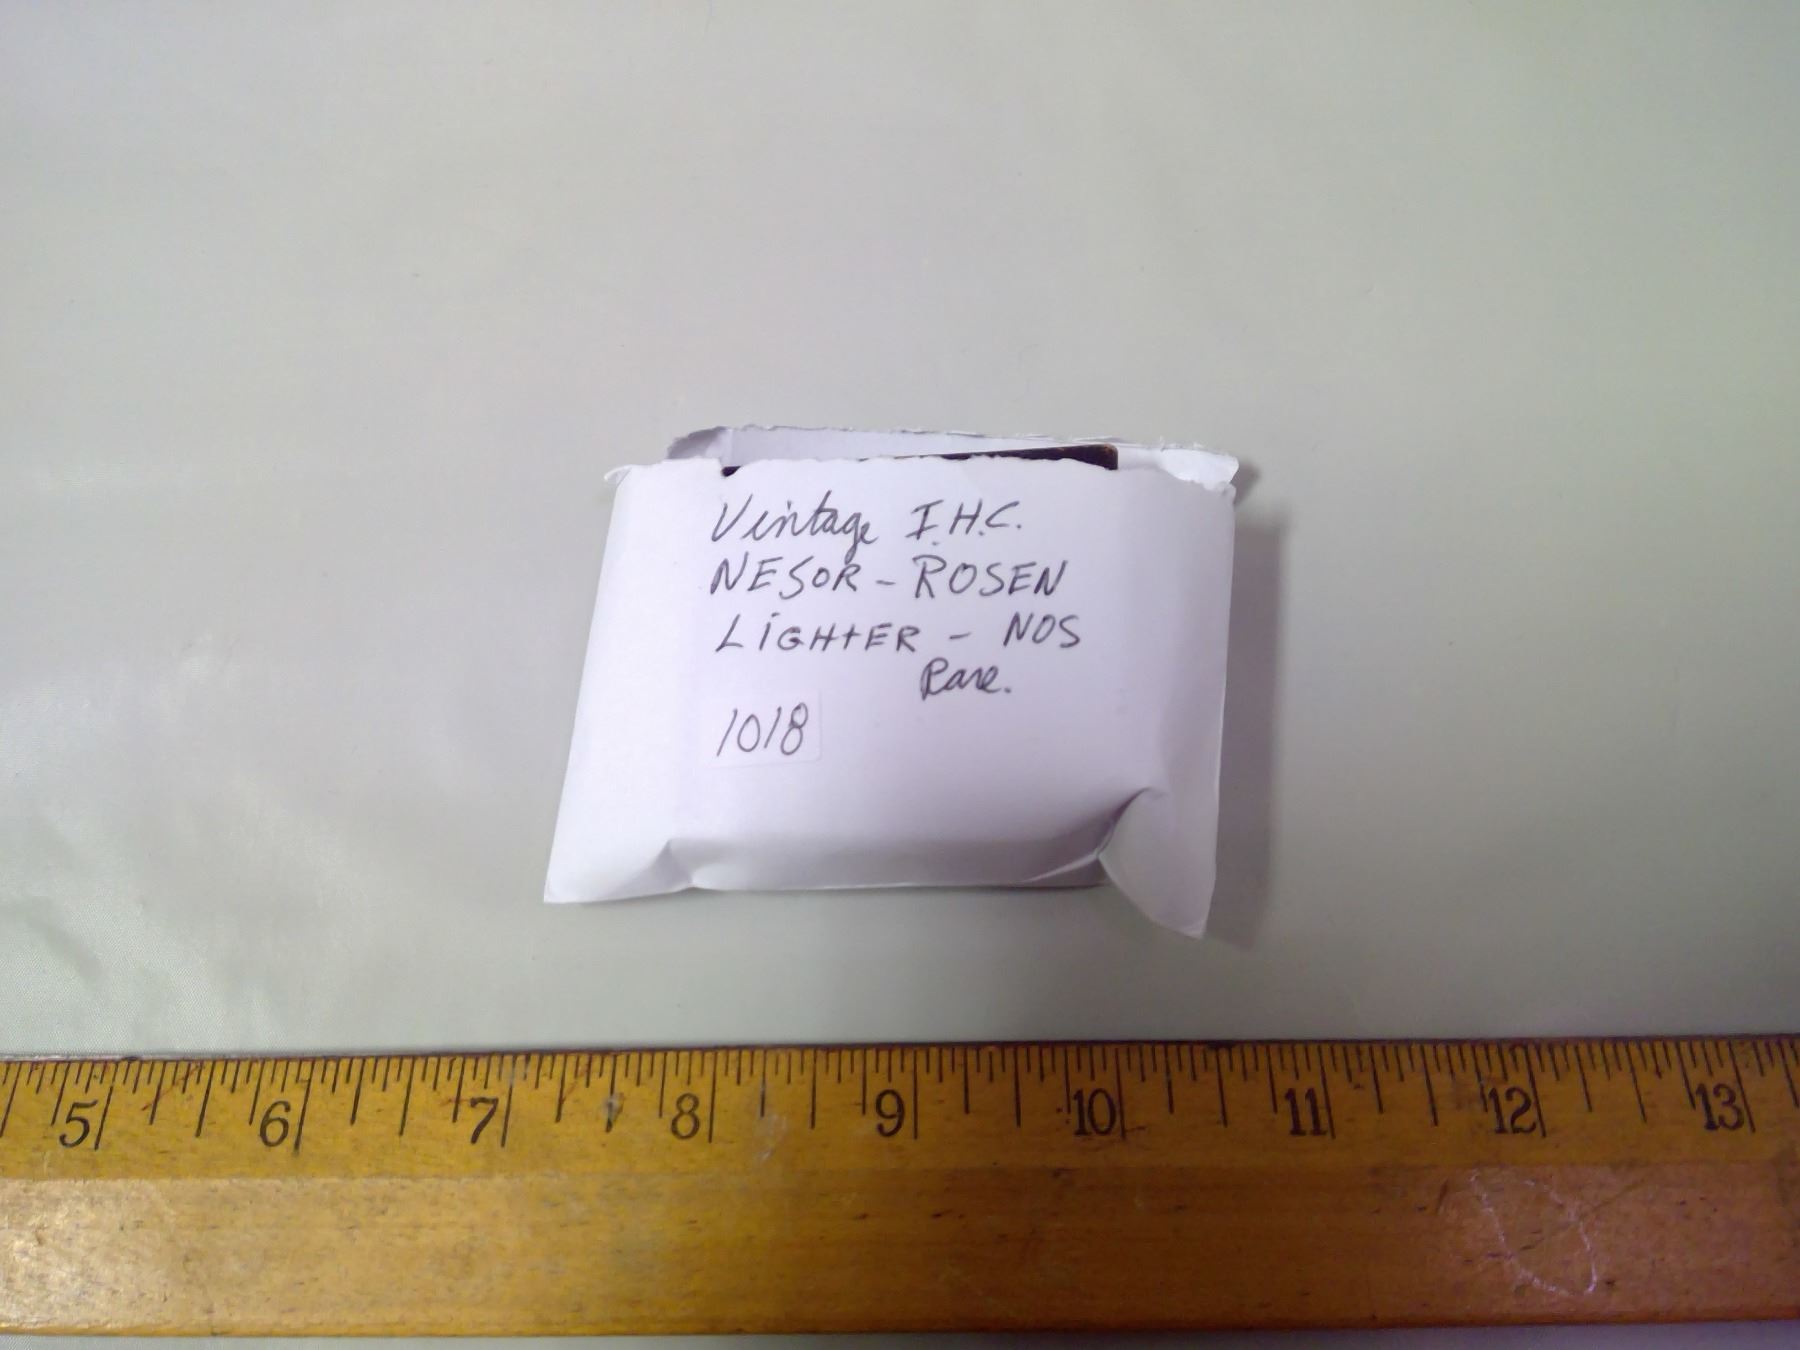 Vintage I.H.C.
NESOR - ROSEN
LIGHTER - NOS
Rare.
1018
5 6 7 8 9 10 11 12 13